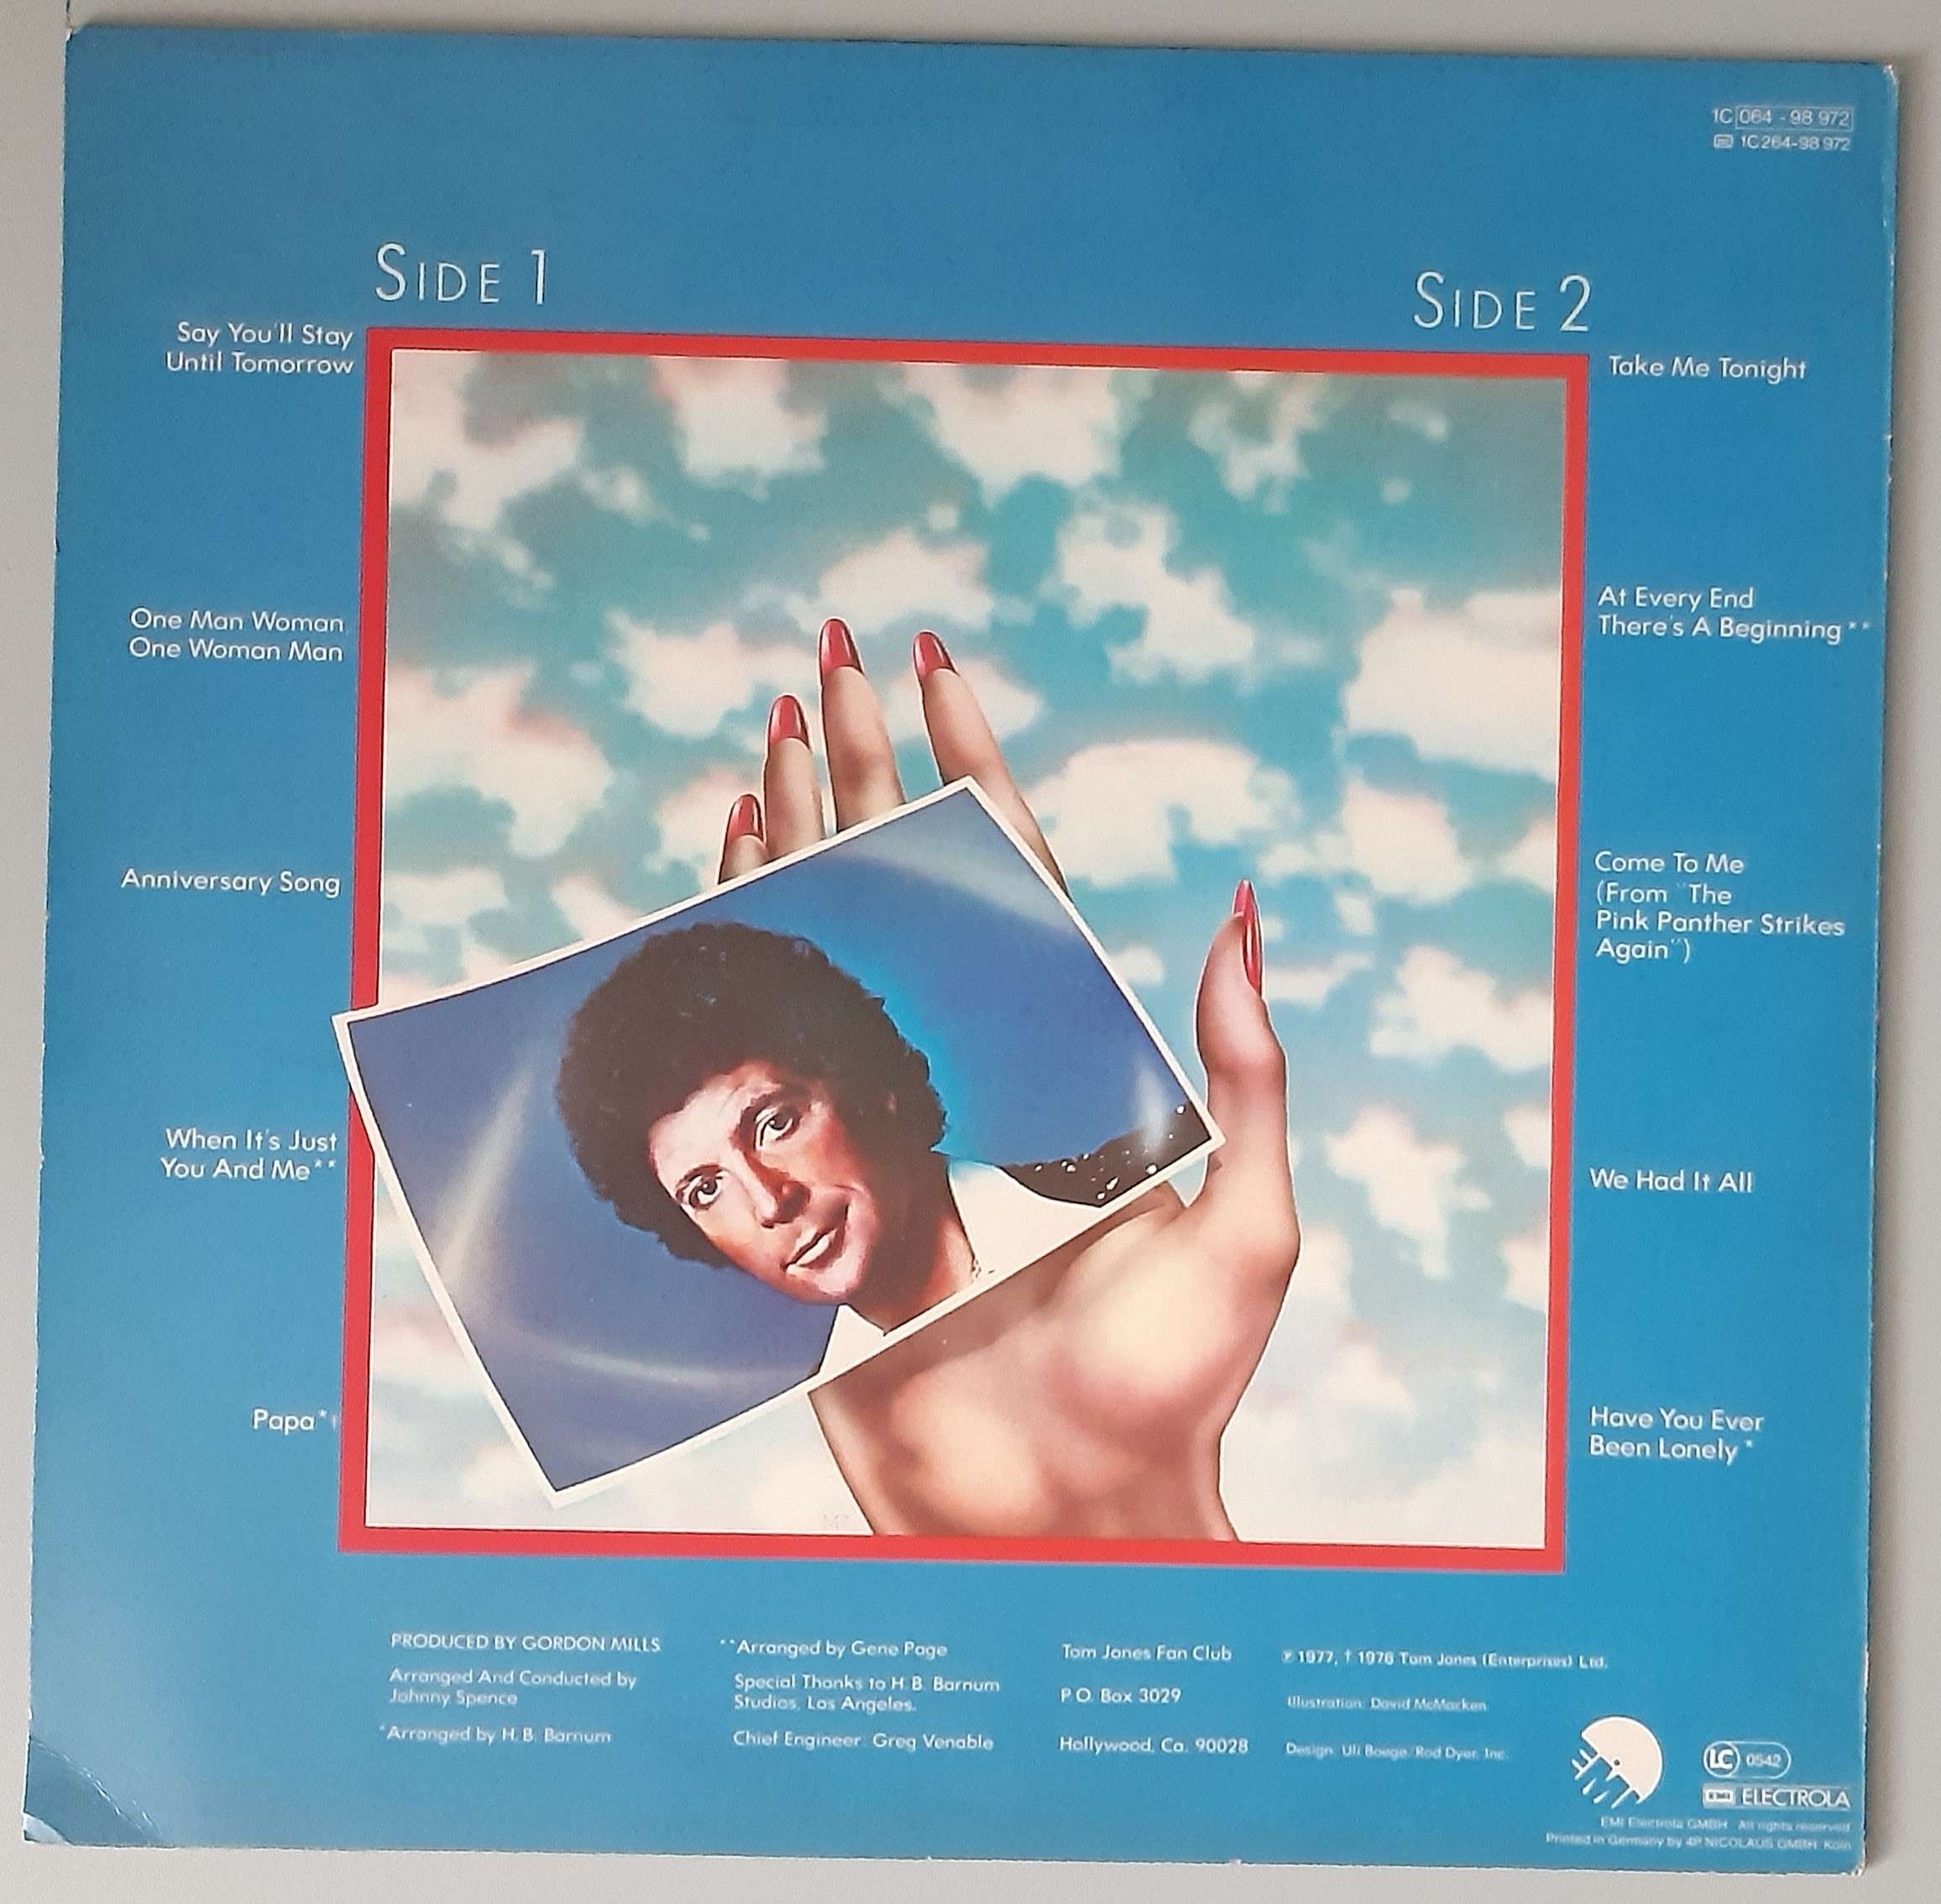 1C 064 - 98 972
1C 264-98 972
SIDE 1
Say You'll Stay
Until Tomorrow
One Man Woman,
One Woman Man
Anniversary Song
When It's Just
You And Me**
Papa*
SIDE 2
Take Me Tonight
At Every End
There's A Beginning**
Come To Me
(From "The
Pink Panther Strikes
Again")
We Had It All
Have You Ever
Been Lonely*
PRODUCED BY GORDON MILLS
Arranged And Conducted by
Johnny Spence
*Arranged by H. B. Barnum
**Arranged by Gene Page
Special Thanks to H. B. Barnum
Studios, Los Angeles.
Chief Engineer: Greg Venable
Tom Jones Fan Club
P.O. Box 3029
Hollywood, Ca. 90028
℗ 1977, † 1976 Tom Jones (Enterprises) Ltd.
Illustration: David McMacken
Design: Uli Boege/Rod Dyer, Inc.
LC 0542
EMI ELECTROLA
EMI Electrola GMBH · All rights reserved
Printed in Germany by 4P NICOLAUS GMBH, Köln